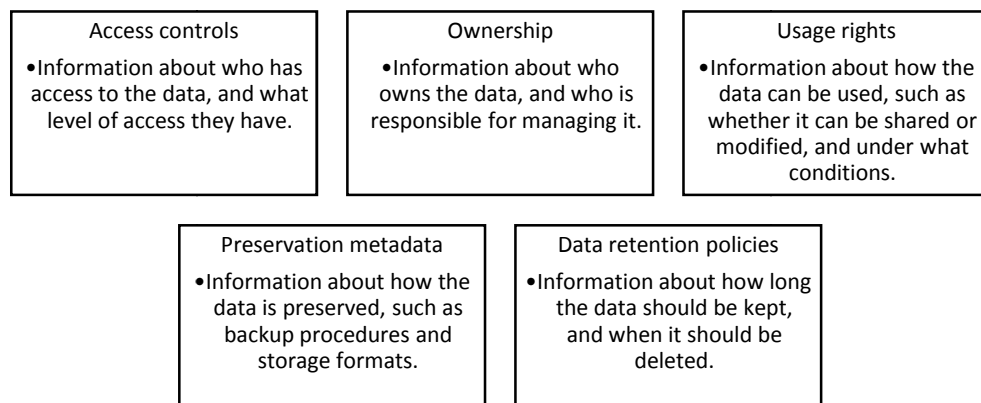 Access controls
•Information about who has
access to the data, and what
level of access they have.
Ownership
•Information about who
owns the data, and who is
responsible for managing it.
Usage rights
•Information about how the
data can be used, such as
whether it can be shared or
modified, and under what
conditions.
Preservation metadata
•Information about how the
data is preserved, such as
backup procedures and
storage formats.
Data retention policies
•Information about how long
the data should be kept,
and when it should be
deleted.